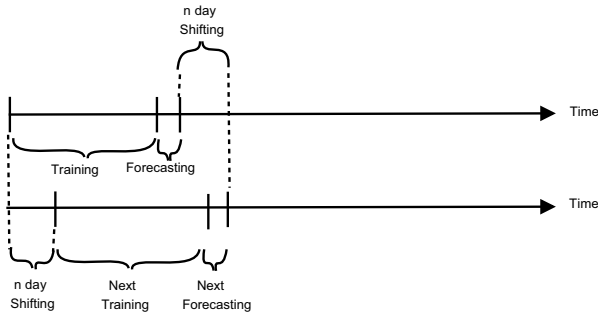 n day
Shifting
Time
Training
Forecasting
Time
n day
Shifting
Next
Training
Next
Forecasting